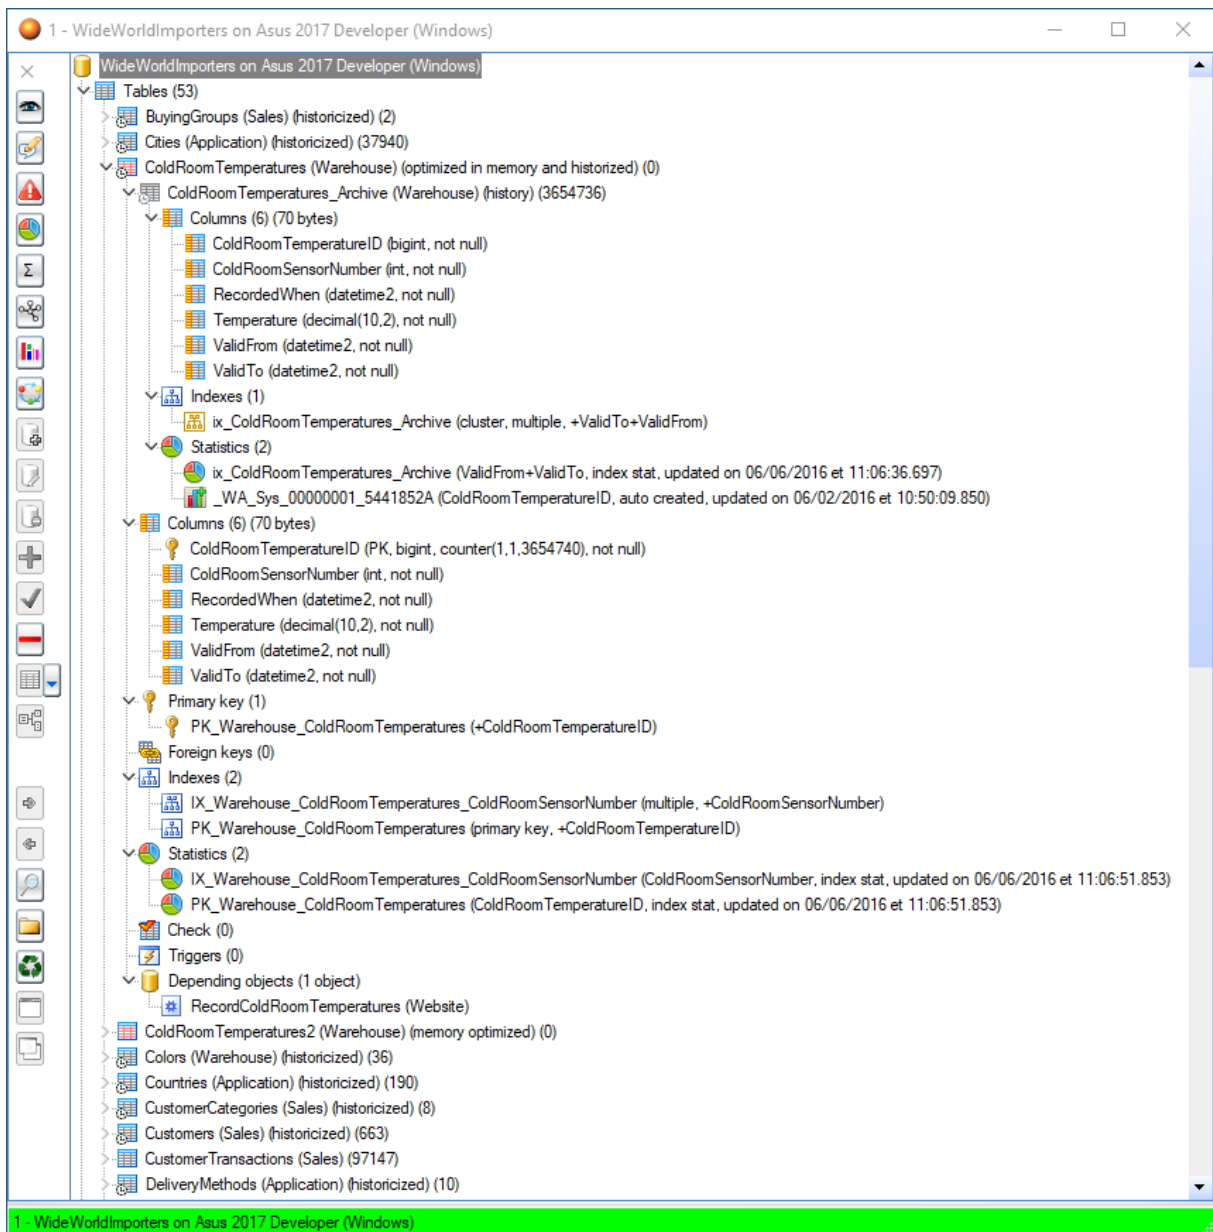 1 - WideWorldImporters on Asus 2017 Developer (Windows)
WideWorldImporters on Asus 2017 Developer (Windows)
Tables (53)
BuyingGroups (Sales) (historicized) (2)
Cities (Application) (historicized) (37940)
ColdRoomTemperatures (Warehouse) (optimized in memory and historized) (0)
ColdRoomTemperatures_Archive (Warehouse) (history) (3654736)
Columns (6) (70 bytes)
ColdRoomTemperatureID (bigint, not null)
ColdRoomSensorNumber (int, not null)
RecordedWhen (datetime2, not null)
Temperature (decimal(10,2), not null)
ValidFrom (datetime2, not null)
ValidTo (datetime2, not null)
Indexes (1)
ix_ColdRoomTemperatures_Archive (cluster, multiple, +ValidTo+ValidFrom)
Statistics (2)
ix_ColdRoomTemperatures_Archive (ValidFrom+ValidTo, index stat, updated on 06/06/2016 et 11:06:36.697)
_WA_Sys_00000001_5441852A (ColdRoomTemperatureID, auto created, updated on 06/02/2016 et 10:50:09.850)
Columns (6) (70 bytes)
ColdRoomTemperatureID (PK, bigint, counter(1,1,3654740), not null)
ColdRoomSensorNumber (int, not null)
RecordedWhen (datetime2, not null)
Temperature (decimal(10,2), not null)
ValidFrom (datetime2, not null)
ValidTo (datetime2, not null)
Primary key (1)
PK_Warehouse_ColdRoomTemperatures (+ColdRoomTemperatureID)
Foreign keys (0)
Indexes (2)
IX_Warehouse_ColdRoomTemperatures_ColdRoomSensorNumber (multiple, +ColdRoomSensorNumber)
PK_Warehouse_ColdRoomTemperatures (primary key, +ColdRoomTemperatureID)
Statistics (2)
IX_Warehouse_ColdRoomTemperatures_ColdRoomSensorNumber (ColdRoomSensorNumber, index stat, updated on 06/06/2016 et 11:06:51.853)
PK_Warehouse_ColdRoomTemperatures (ColdRoomTemperatureID, index stat, updated on 06/06/2016 et 11:06:51.853)
Check (0)
Triggers (0)
Depending objects (1 object)
RecordColdRoomTemperatures (Website)
ColdRoomTemperatures2 (Warehouse) (memory optimized) (0)
Colors (Warehouse) (historicized) (36)
Countries (Application) (historicized) (190)
CustomerCategories (Sales) (historicized) (8)
Customers (Sales) (historicized) (663)
CustomerTransactions (Sales) (97147)
DeliveryMethods (Application) (historicized) (10)
1 - WideWorldImporters on Asus 2017 Developer (Windows)